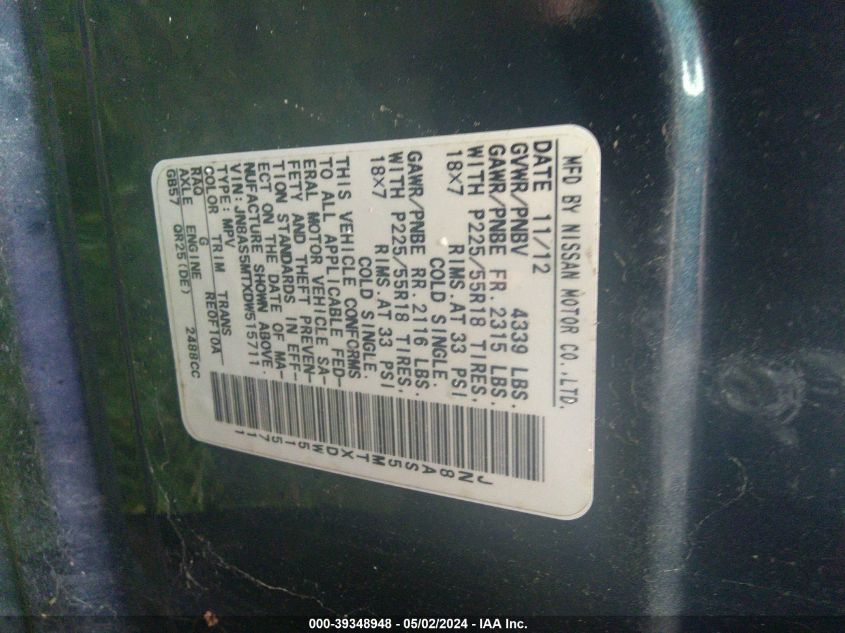 MFD BY NISSAN MOTOR CO.,LTD.
DATE 11/12
GVWR/PNBV 4339 LBS.
GAWR/PNBE FR. 2315 LBS.
WITH P225/55R18 TIRES,
18X7 RIMS.AT 33 PSI
COLD SINGLE.
GAWR/PNBE RR. 2116 LBS.
WITH P225/55R18 TIRES,
18X7 RIMS.AT 33 PSI
COLD SINGLE.
THIS VEHICLE CONFORMS
TO ALL APPLICABLE FED-
ERAL MOTOR VEHICLE SA-
FETY AND THEFT PREVEN-
TION STANDARDS IN EFF-
ECT ON THE DATE OF MA-
NUFACTURE SHOWN ABOVE.
VIN: JN8AS5MTXDW515711
TYPE: MPV
COLOR TRIM TRANS
RAQ G RE0F10A
AXLE ENGINE
GB57 QR25(DE) 2488CC
JN8AS5MTXDW515711
000-39348948 - 05/02/2024 - IAA Inc.